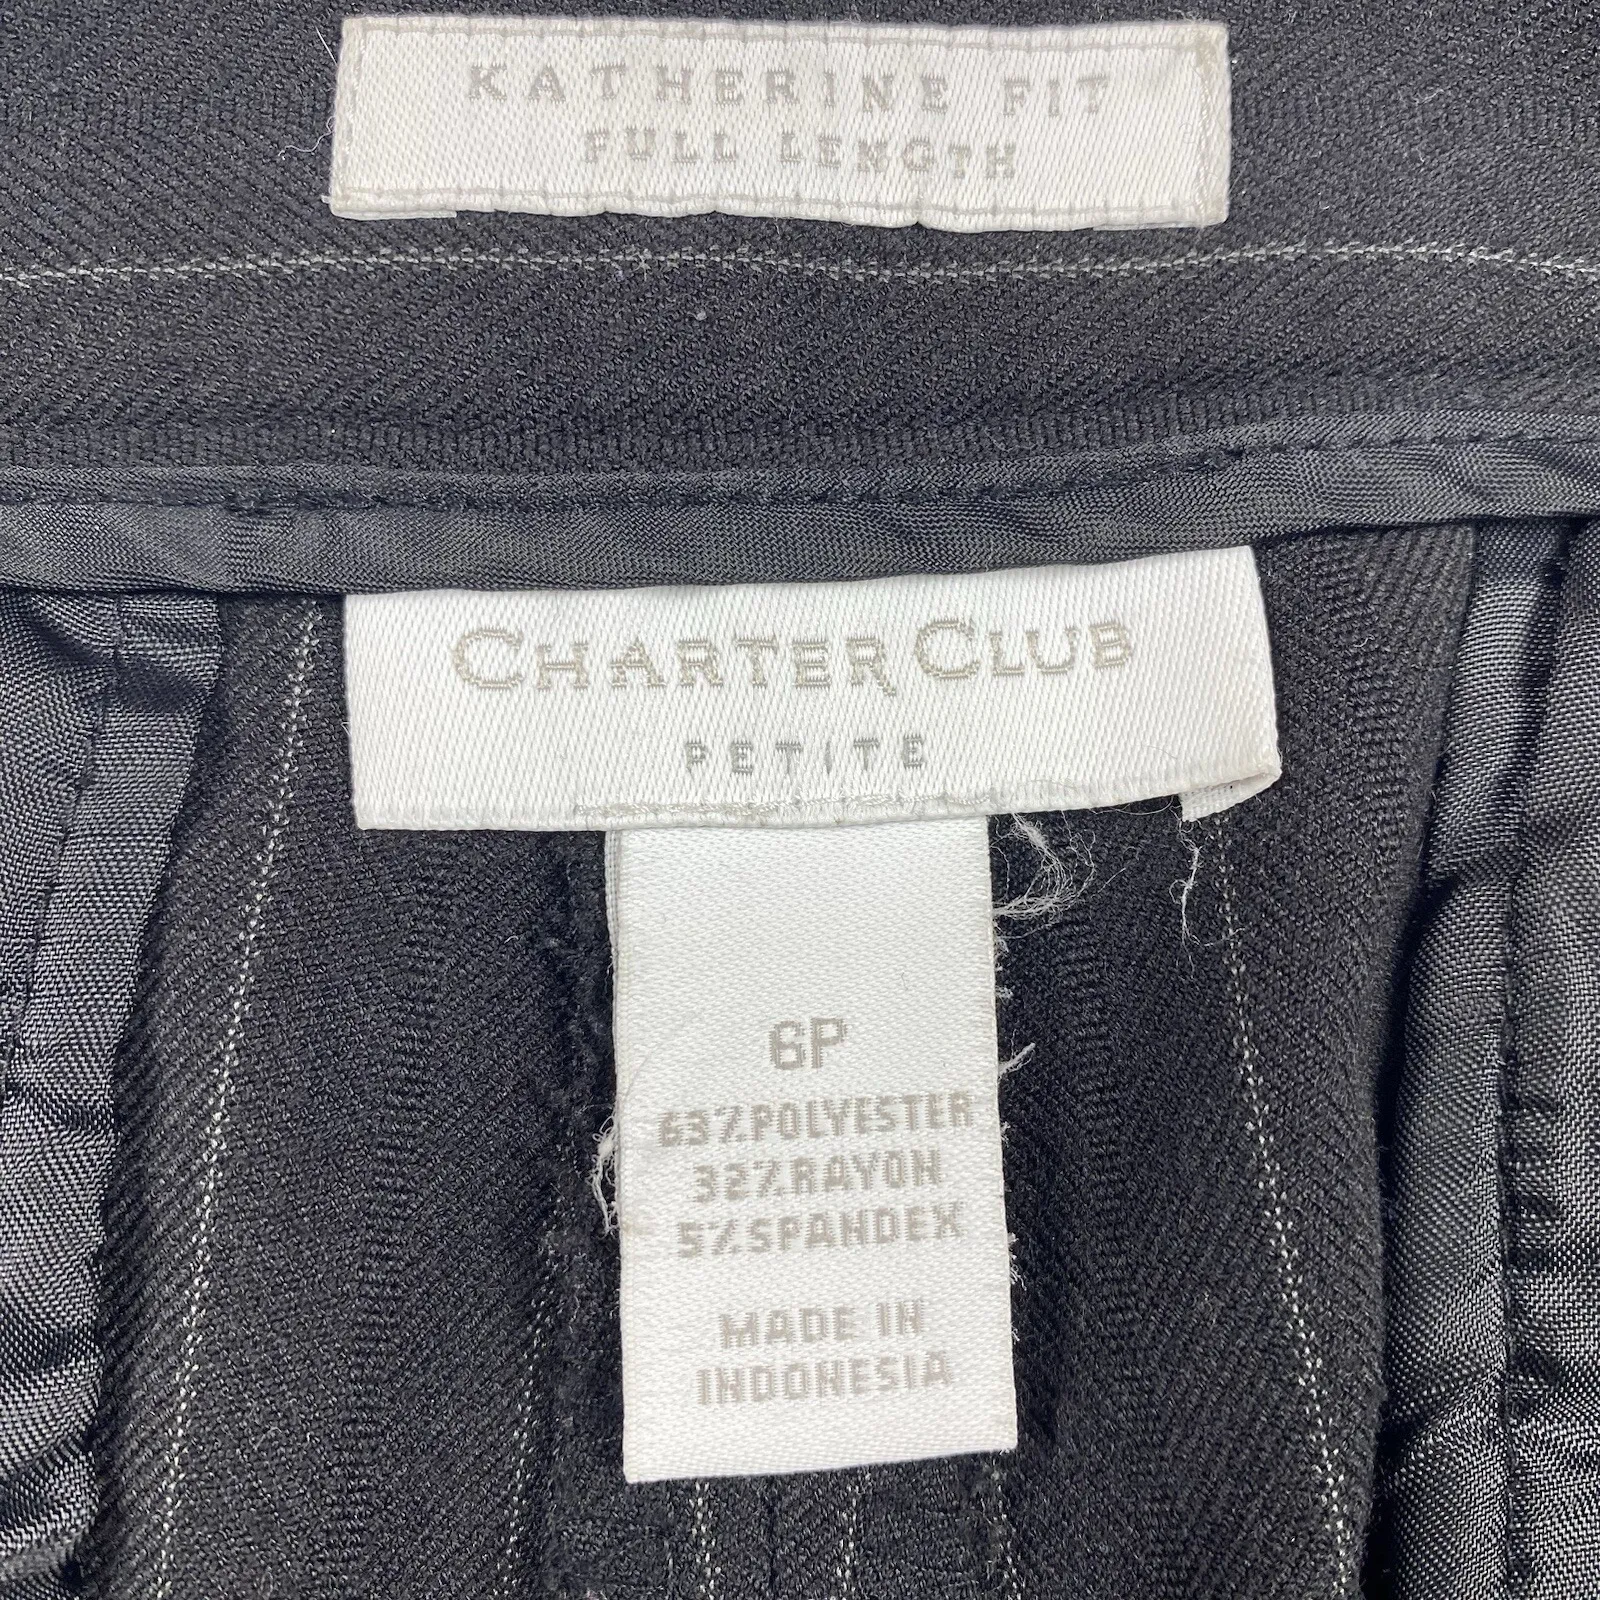 KATHERINE FIT
FULL LENGTH
CHARTER CLUB
PETITE
6P
63% POLYESTER
32% RAYON
5% SPANDEX
MADE IN
INDONESIA